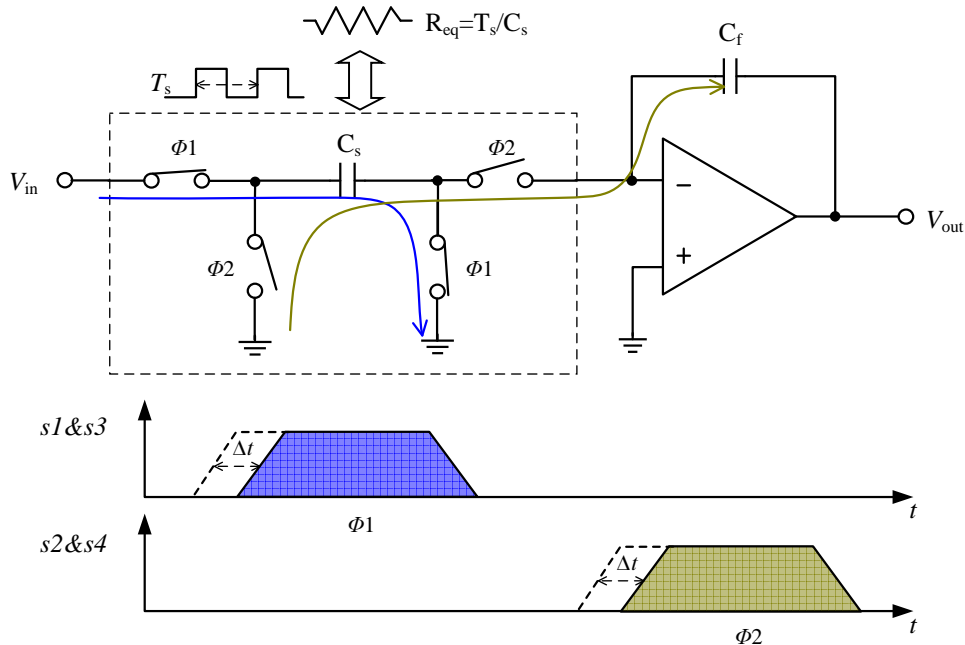 R_eq=T_s/C_s
C_f
T_s
Φ1
C_s
Φ2
V_in
−
V_out
Φ2
Φ1
+
s1&s3
Δt
Φ1
t
s2&s4
Δt
Φ2
t